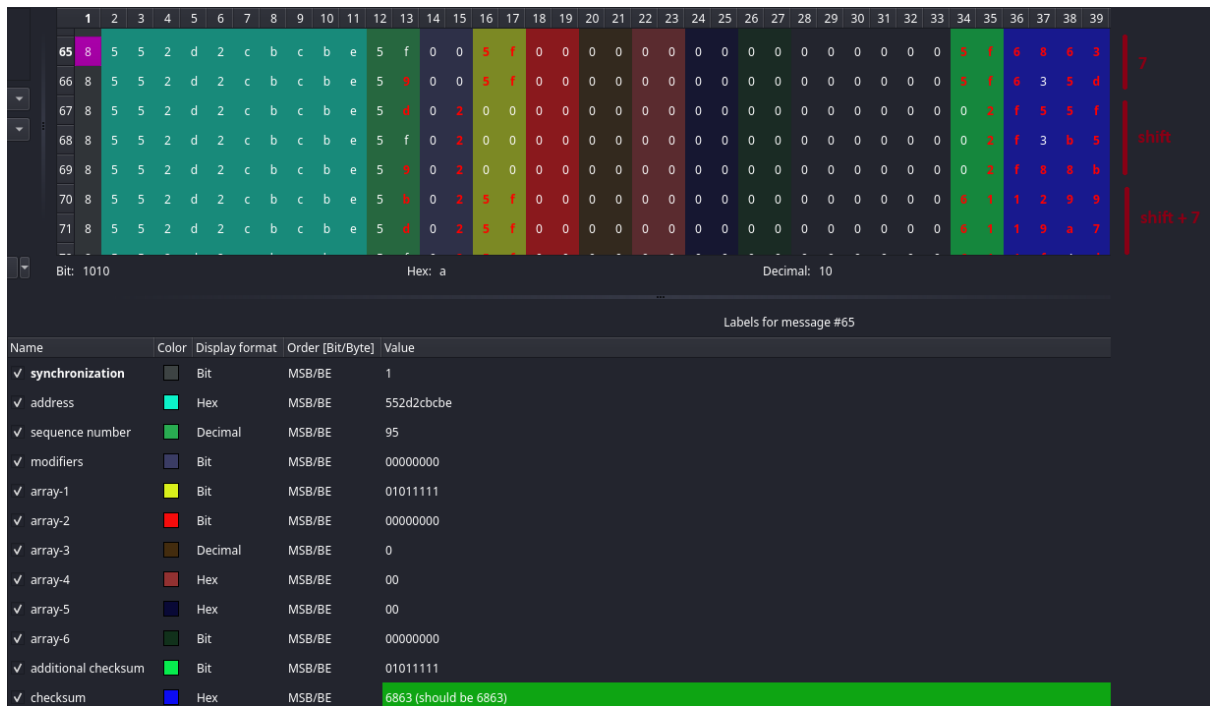 1 2 3 4 5 6 7 8 9 10 11 12 13 14 15 16 17 18 19 20 21 22 23 24 25 26 27 28 29 30 31 32 33 34 35 36 37 38 39
65 8 5 5 2 d 2 c b c b e 5 f 0 0 5 f 0 0 0 0 0 0 0 0 0 0 0 0 0 0 0 0 5 f 6 8 6 3
7
66 8 5 5 2 d 2 c b c b e 5 9 0 0 5 f 0 0 0 0 0 0 0 0 0 0 0 0 0 0 0 0 5 f 6 3 5 d
67 8 5 5 2 d 2 c b c b e 5 d 0 2 0 0 0 0 0 0 0 0 0 0 0 0 0 0 0 0 0 0 0 2 f 5 5 f
68 8 5 5 2 d 2 c b c b e 5 f 0 2 0 0 0 0 0 0 0 0 0 0 0 0 0 0 0 0 0 0 0 2 f 3 b 5
shift
69 8 5 5 2 d 2 c b c b e 5 9 0 2 0 0 0 0 0 0 0 0 0 0 0 0 0 0 0 0 0 0 0 2 f 8 8 b
70 8 5 5 2 d 2 c b c b e 5 b 0 2 5 f 0 0 0 0 0 0 0 0 0 0 0 0 0 0 0 0 6 1 1 2 9 9
71 8 5 5 2 d 2 c b c b e 5 d 0 2 5 f 0 0 0 0 0 0 0 0 0 0 0 0 0 0 0 0 6 1 1 9 a 7
shift + 7
Bit: 1010 Hex: a Decimal: 10
Labels for message #65
Name Color Display format Order [Bit/Byte] Value
synchronization Bit MSB/BE 1
address Hex MSB/BE 552d2cbcbe
sequence number Decimal MSB/BE 95
modifiers Bit MSB/BE 00000000
array-1 Bit MSB/BE 01011111
array-2 Bit MSB/BE 00000000
array-3 Decimal MSB/BE 0
array-4 Hex MSB/BE 00
array-5 Hex MSB/BE 00
array-6 Bit MSB/BE 00000000
additional checksum Bit MSB/BE 01011111
checksum Hex MSB/BE 6863 (should be 6863)